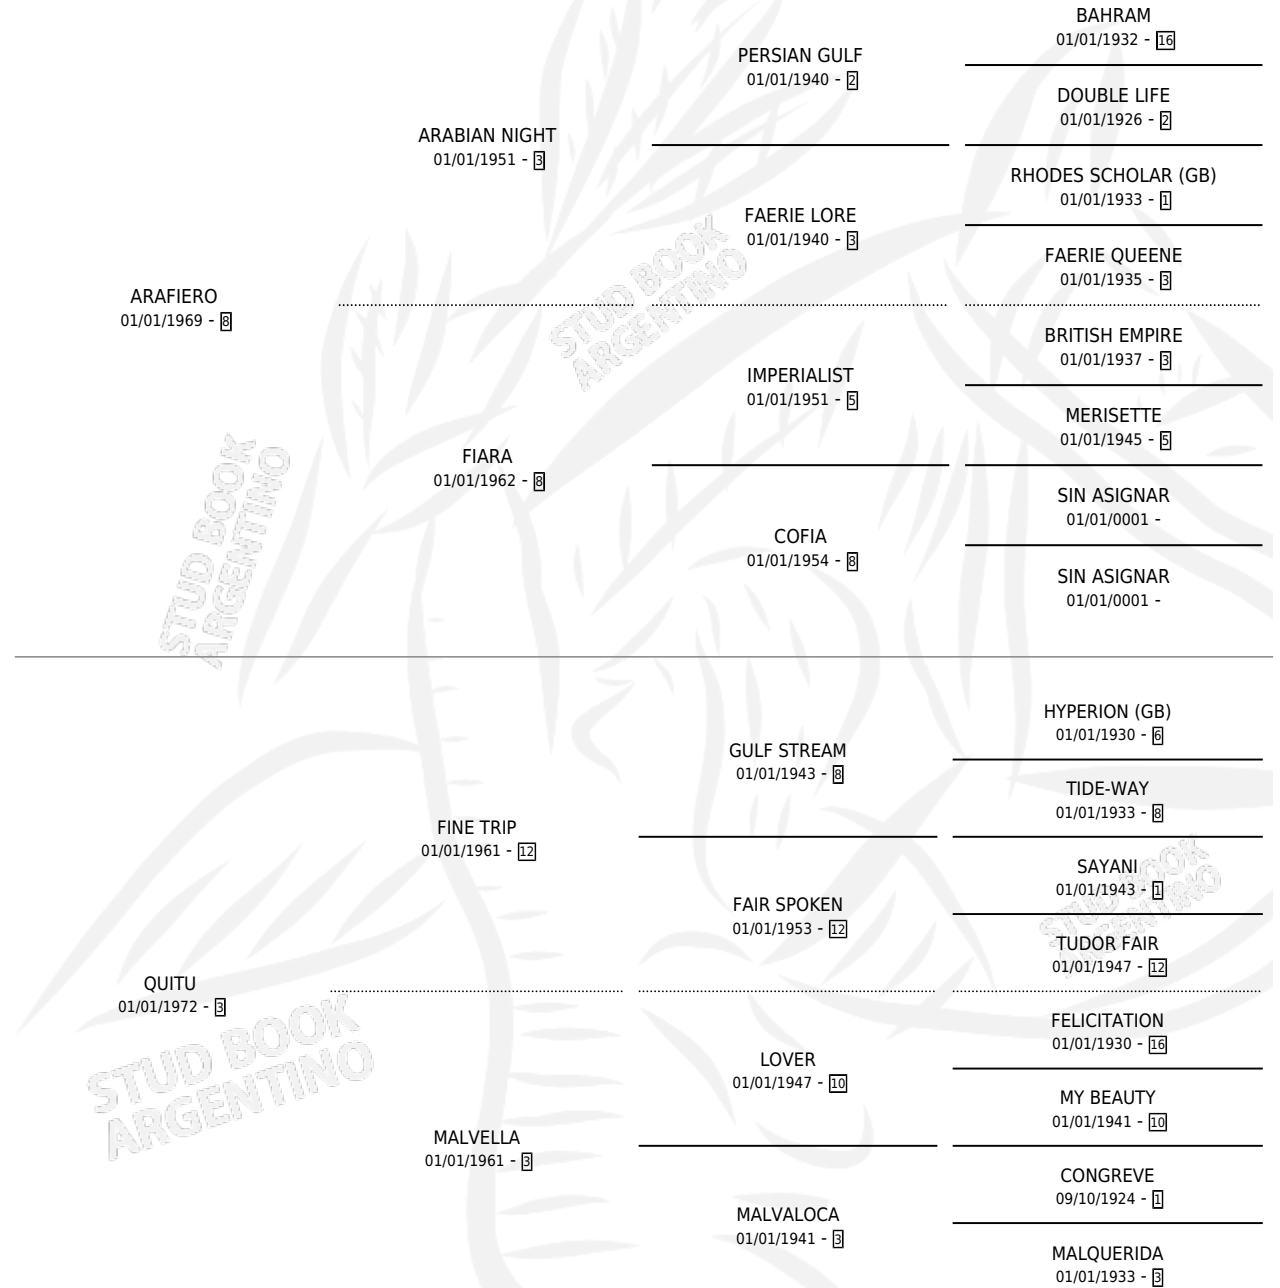 BAHRAM
01/01/1932 - 16
PERSIAN GULF
01/01/1940 - 2
DOUBLE LIFE
01/01/1926 - 2
ARABIAN NIGHT
01/01/1951 - 3
RHODES SCHOLAR (GB)
01/01/1933 - 1
FAERIE LORE
01/01/1940 - 3
FAERIE QUEENE
01/01/1935 - 3
ARAFIERO
01/01/1969 - 8
BRITISH EMPIRE
01/01/1937 - 3
IMPERIALIST
01/01/1951 - 5
MERISETTE
01/01/1945 - 5
FIARA
01/01/1962 - 8
SIN ASIGNAR
01/01/0001 -
COFIA
01/01/1954 - 8
SIN ASIGNAR
01/01/0001 -
HYPERION (GB)
01/01/1930 - 6
GULF STREAM
01/01/1943 - 8
TIDE-WAY
01/01/1933 - 8
FINE TRIP
01/01/1961 - 12
SAYANI
01/01/1943 - 1
FAIR SPOKEN
01/01/1953 - 12
TUDOR FAIR
01/01/1947 - 12
QUITU
01/01/1972 - 3
FELICITATION
01/01/1930 - 16
LOVER
01/01/1947 - 10
MY BEAUTY
01/01/1941 - 10
MALVELLA
01/01/1961 - 3
CONGREVE
09/10/1924 - 1
MALVALOCA
01/01/1941 - 3
MALQUERIDA
01/01/1933 - 3
STUD BOOK
ARGENTINO
STUD BOOK
ARGENTINO
STUD BOOK
ARGENTINO
STUD BOOK
ARGENTINO